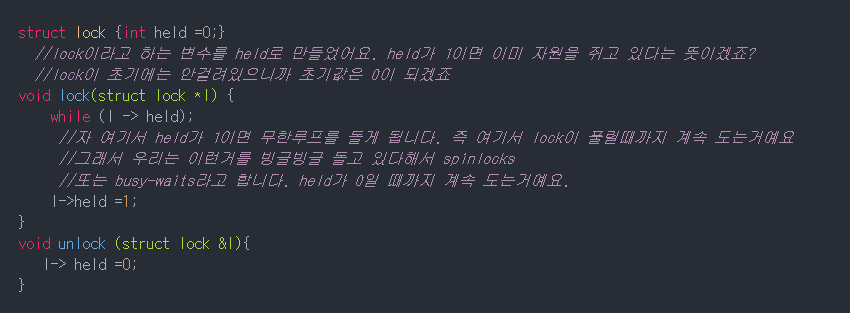 struct lock {int held =0;}
//lock이라고 하는 변수를 held로 만들었어요. held가 1이면 이미 자원을 쥐고 있다는 뜻이겠죠?
//lock이 초기에는 안걸려있으니까 초기값은 0이 되겠죠
void lock(struct lock *l) {
while (l -> held);
//자 여기서 held가 1이면 무한루프를 돌게 됩니다. 즉 여기서 lock이 풀릴때까지 계속 도는거예요
//그래서 우리는 이런거를 빙글빙글 돌고 있다해서 spinlocks
//또는 busy-waits라고 합니다. held가 0일 때까지 계속 도는거예요.
l->held =1;
}
void unlock (struct lock &l){
l-> held =0;
}